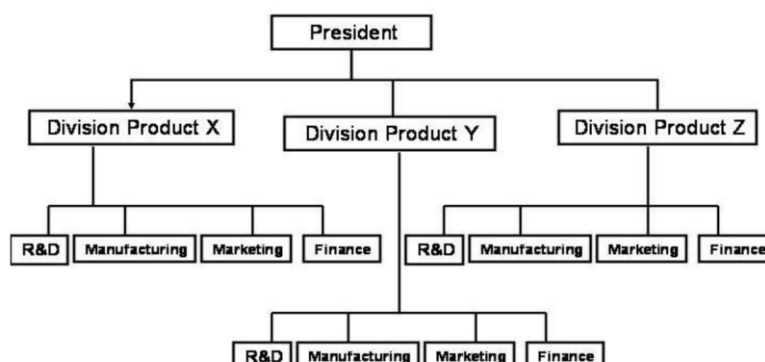 President
Division Product X
Division Product Y
Division Product Z
R&D
Manufacturing
Marketing
Finance
R&D
Manufacturing
Marketing
Finance
R&D
Manufacturing
Marketing
Finance